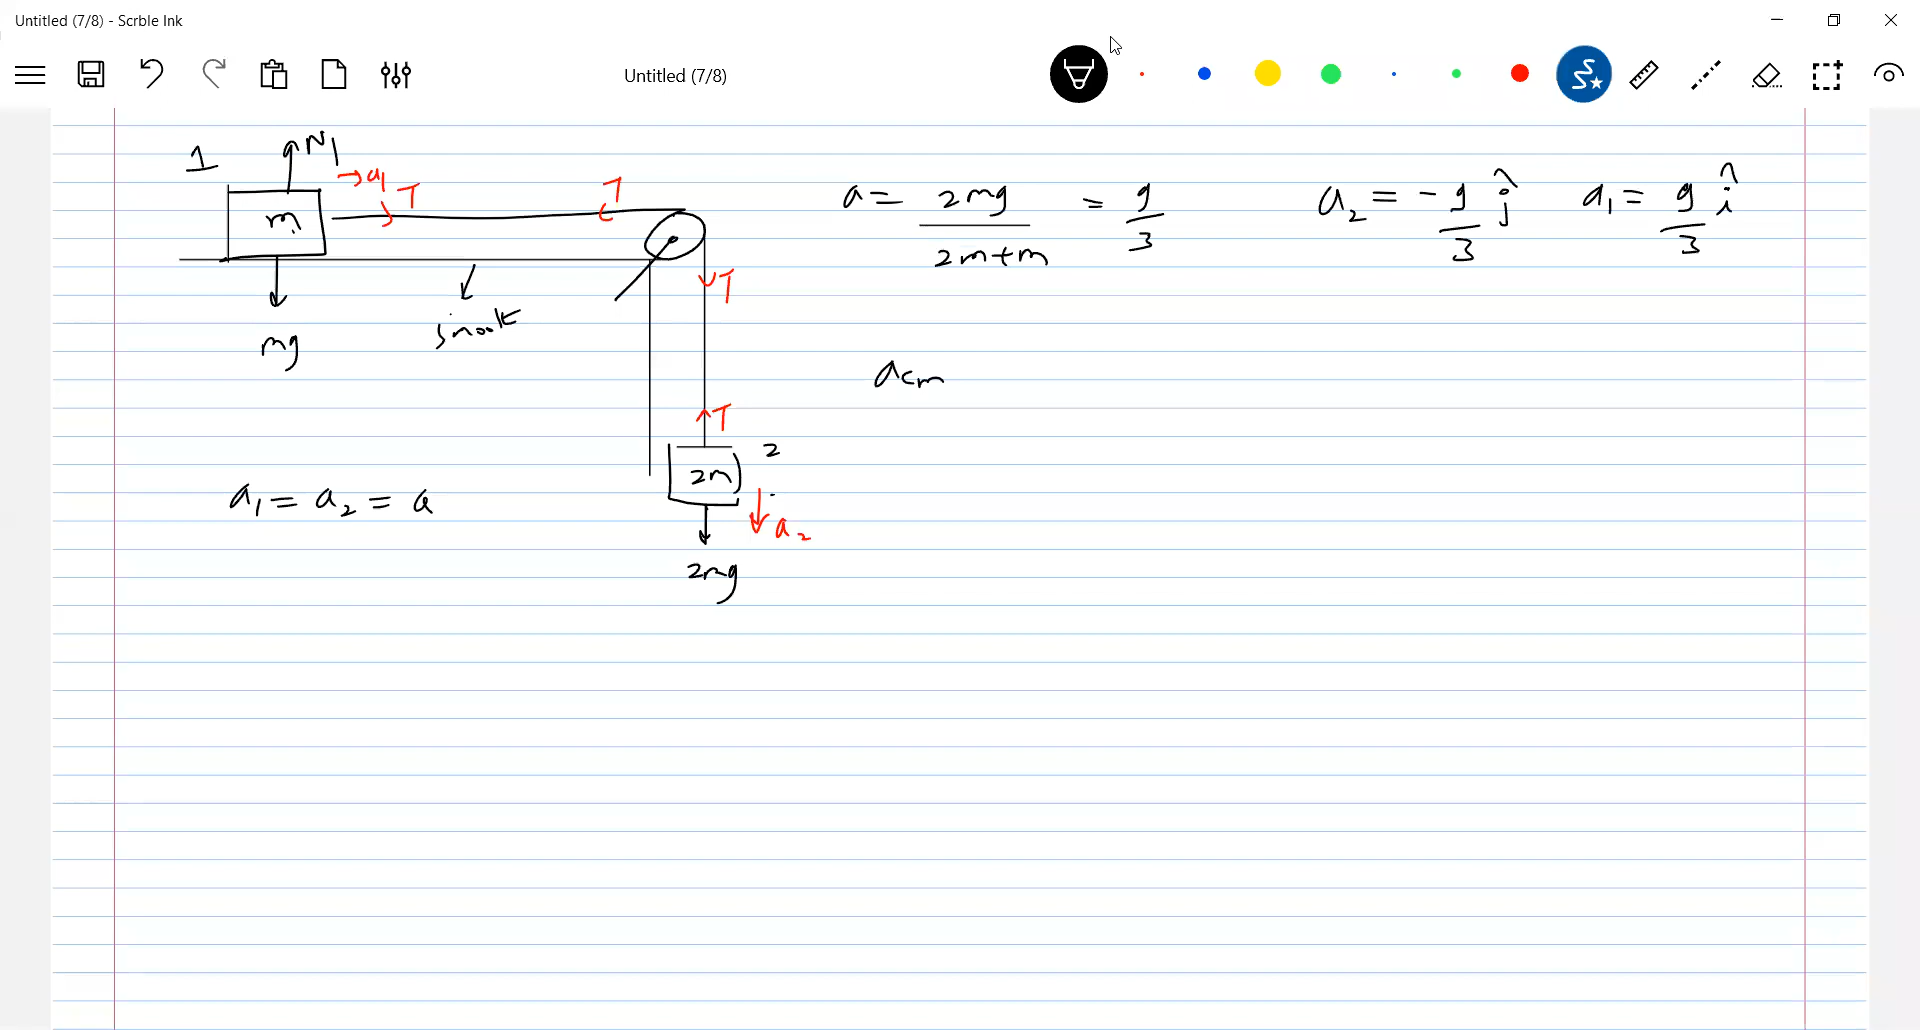 Untitled (7/8) - Scrble Ink
Untitled (7/8)
1 N1
→a1 T T
m
a = 2mg / 2m+m = g/3
a2 = -g/3 ĵ a1 = g/3 î
T
smooth
mg
acm
T
2
2m
a1 = a2 = a
a2
2mg